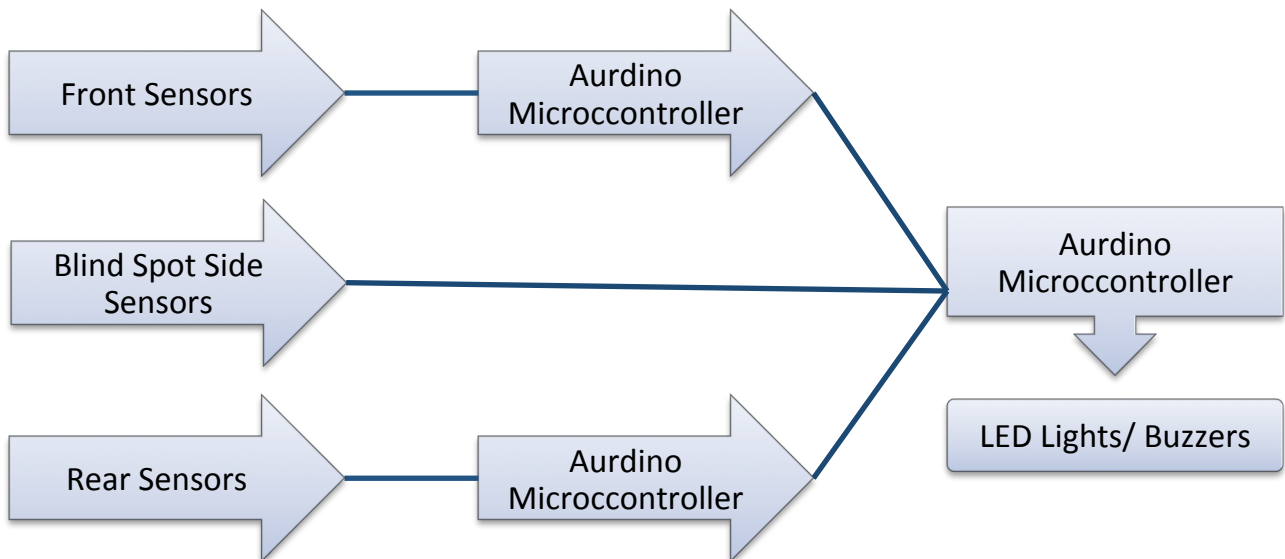 Front Sensors
Aurdino
Microccontroller
Blind Spot Side
Sensors
Aurdino
Microccontroller
LED Lights/ Buzzers
Rear Sensors
Aurdino
Microccontroller